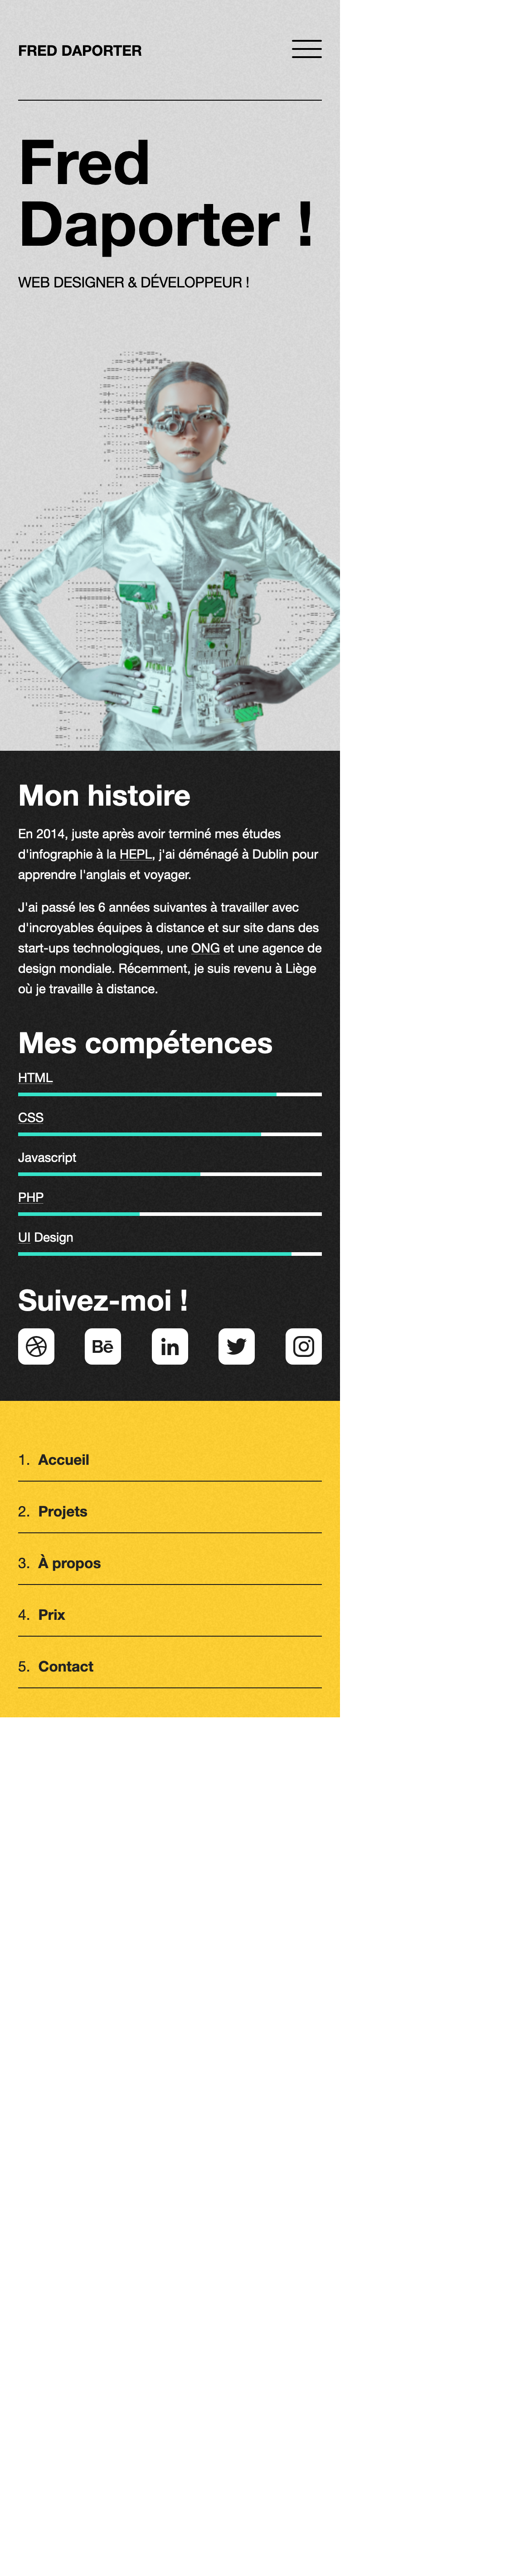 FRED DAPORTER
Fred
Daporter !
WEB DESIGNER & DÉVELOPPEUR !
Mon histoire
En 2014, juste après avoir terminé mes études
d'infographie à la HEPL, j'ai déménagé à Dublin pour
apprendre l'anglais et voyager.
J'ai passé les 6 années suivantes à travailler avec
d'incroyables équipes à distance et sur site dans des
start-ups technologiques, une ONG et une agence de
design mondiale. Récemment, je suis revenu à Liège
où je travaille à distance.
Mes compétences
HTML
CSS
Javascript
PHP
UI Design
Suivez-moi !
Bē
in
1. Accueil
2. Projets
3. À propos
4. Prix
5. Contact